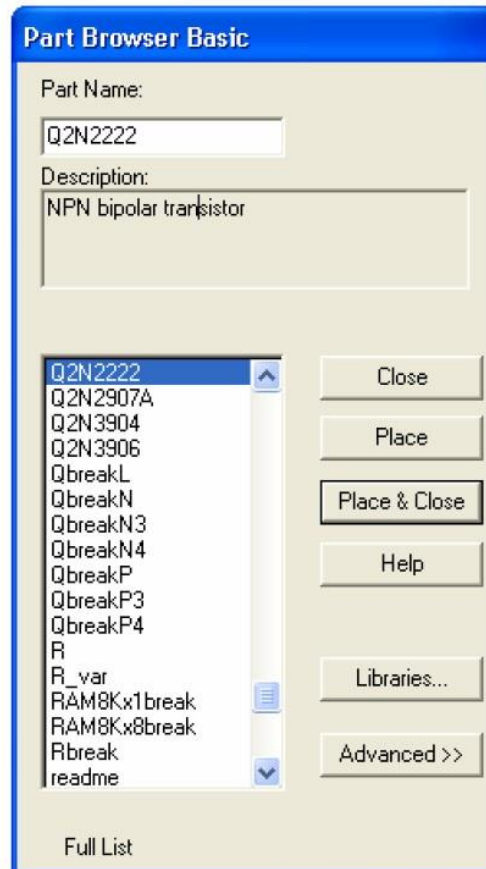 Part Browser Basic
Part Name:
Q2N2222
Description:
NPN bipolar transistor
Q2N2222
Q2N2907A
Q2N3904
Q2N3906
QbreakL
QbreakN
QbreakN3
QbreakN4
QbreakP
QbreakP3
QbreakP4
R
R_var
RAM8Kx1break
RAM8Kx8break
Rbreak
readme
Close
Place
Place & Close
Help
Libraries...
Advanced >>
Full List